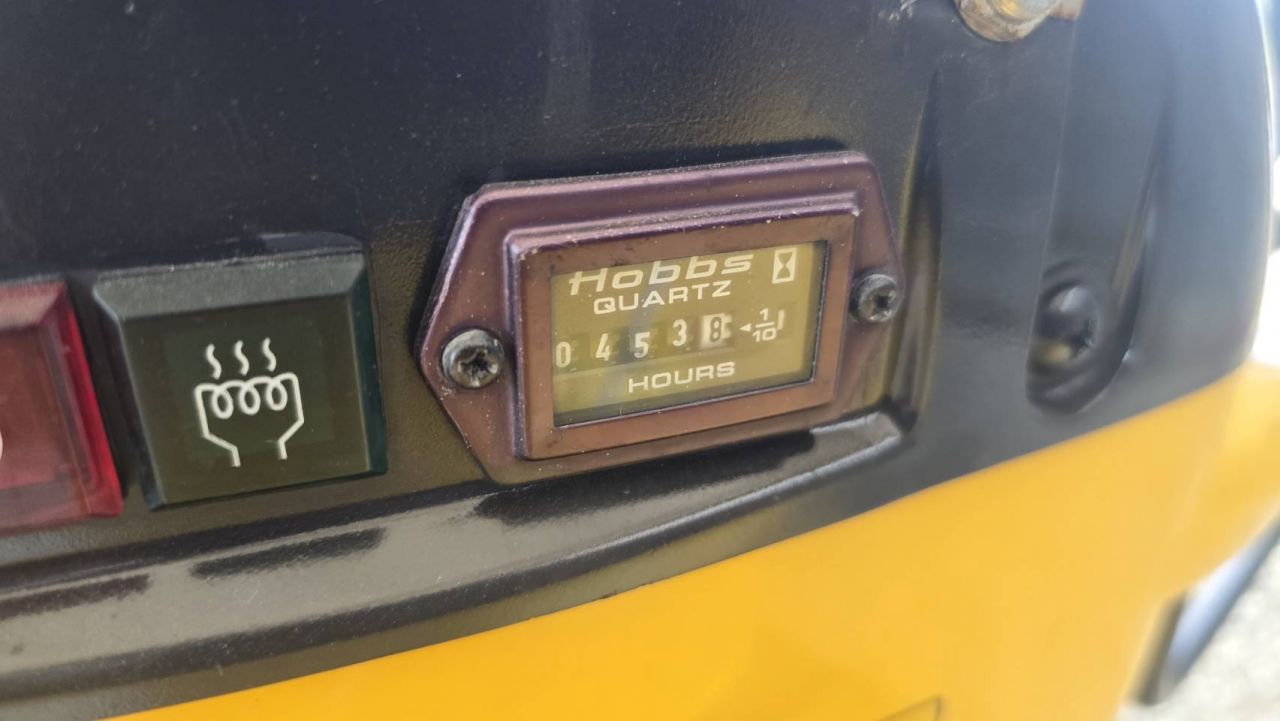 Hobbs
QUARTZ
0 4 5 3 8 ◄ 1/10
HOURS